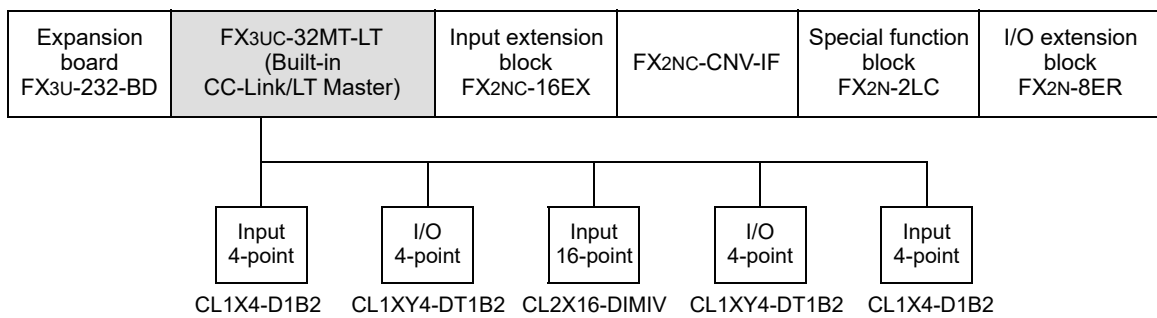 Expansion
board
FX3U-232-BD
FX3UC-32MT-LT
(Built-in
CC-Link/LT Master)
Input extension
block
FX2NC-16EX
FX2NC-CNV-IF
Special function
block
FX2N-2LC
I/O extension
block
FX2N-8ER
Input
4-point
I/O
4-point
Input
16-point
I/O
4-point
Input
4-point
CL1X4-D1B2
CL1XY4-DT1B2
CL2X16-DIMIV
CL1XY4-DT1B2
CL1X4-D1B2